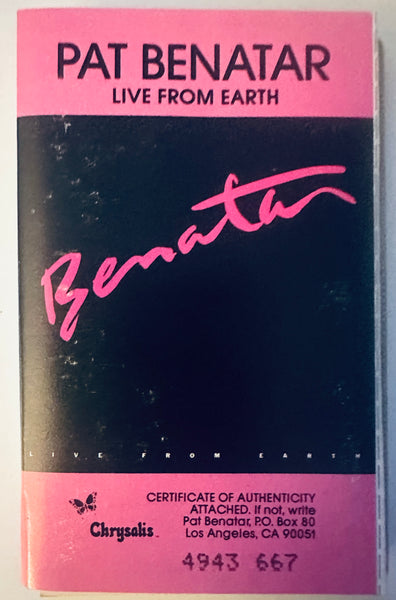 PAT BENATAR
LIVE FROM EARTH
Benatar
LIVE FROM EARTH
Chrysalis™
CERTIFICATE OF AUTHENTICITY
ATTACHED. If not, write
Pat Benatar, P.O. Box 80
Los Angeles, CA 90051
4943 667